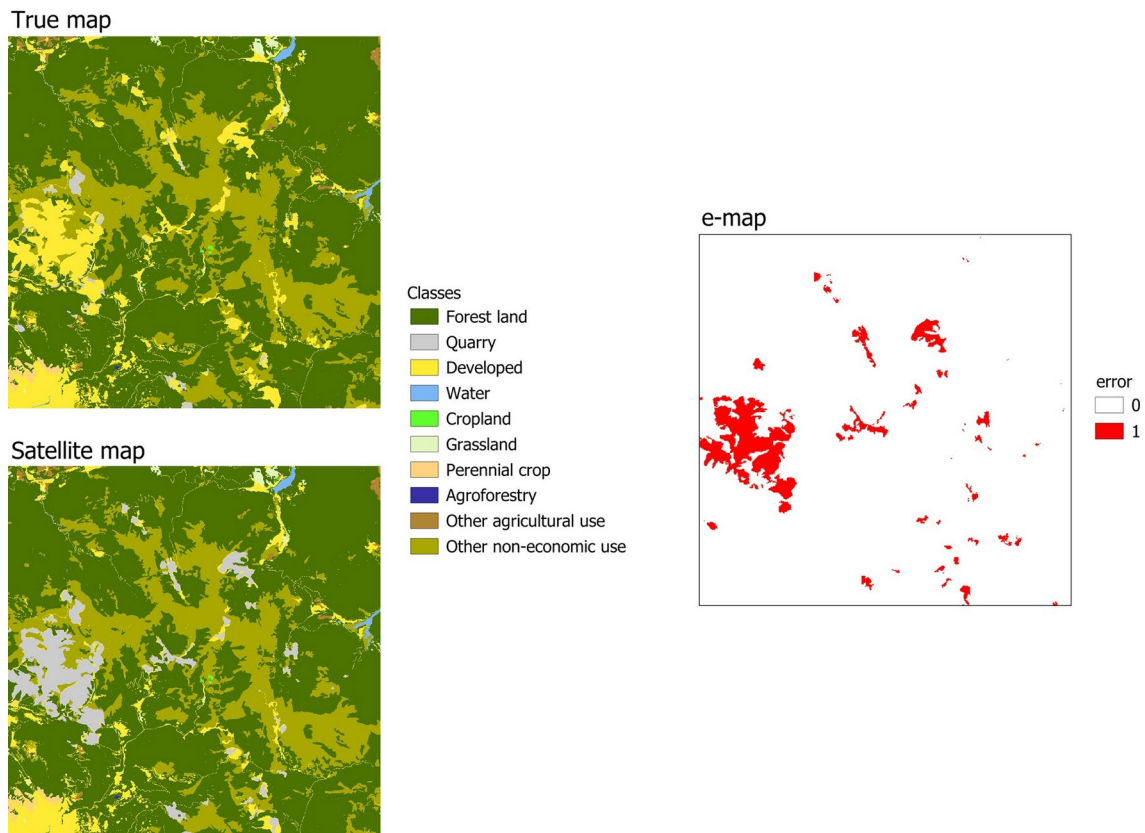 True map
Satellite map
Classes
Forest land
Quarry
Developed
Water
Cropland
Grassland
Perennial crop
Agroforestry
Other agricultural use
Other non-economic use
e-map
error
0
1